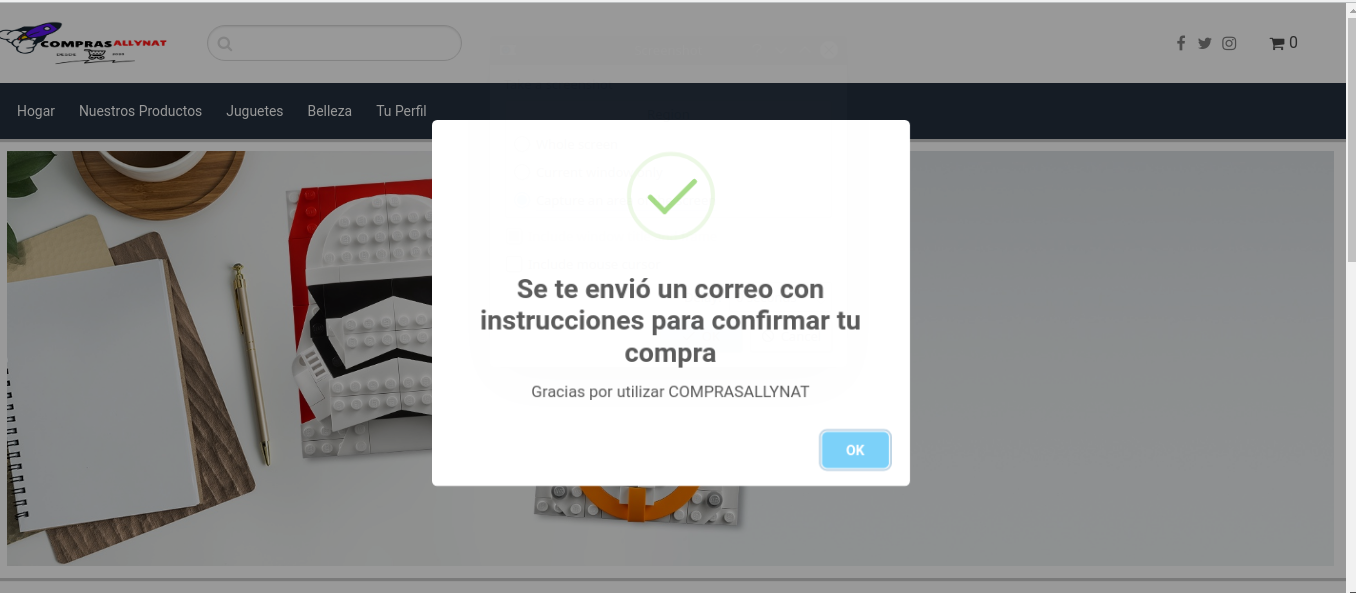 COMPRASALLYNAT
0
Hogar Nuestros Productos Juguetes Belleza Tu Perfil
Se te envió un correo con
instrucciones para confirmar tu
compra
Gracias por utilizar COMPRASALLYNAT
OK